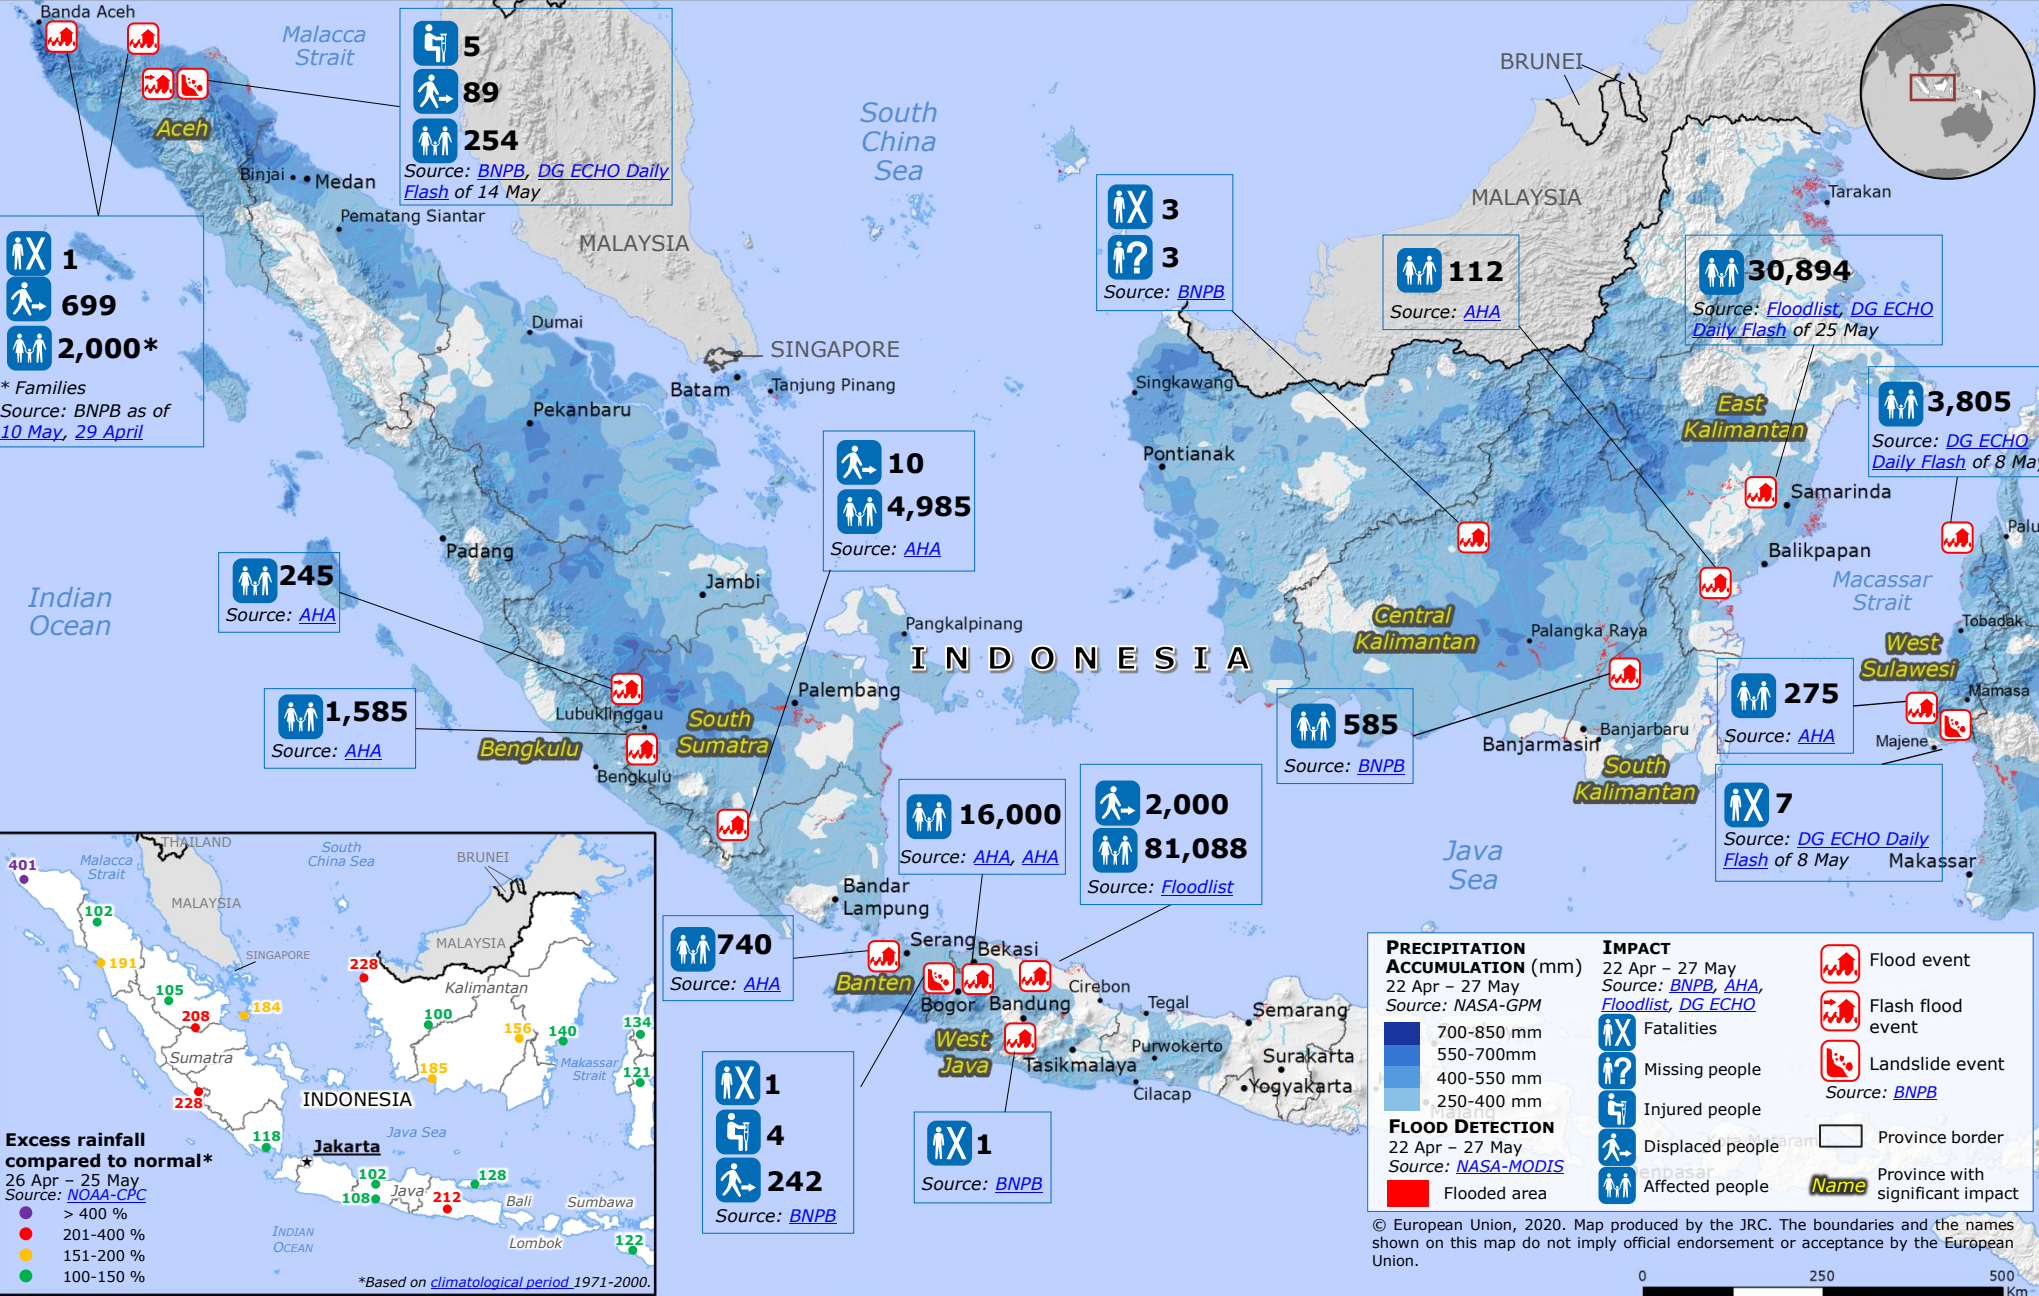 Banda Aceh
Malacca
Strait
5
89
254
Source: BNPB, DG ECHO Daily
Flash of 14 May
Aceh
Binjai
Medan
Pematang Siantar
MALAYSIA
1
699
2,000*
* Families
Source: BNPB as of
10 May, 29 April
South
China
Sea
BRUNEI
MALAYSIA
Tarakan
3
3
Source: BNPB
112
Source: AHA
30,894
Source: Floodlist, DG ECHO
Daily Flash of 25 May
3,805
Source: DG ECHO
Daily Flash of 8 May
Dumai
SINGAPORE
Batam
Tanjung Pinang
Pekanbaru
Singkawang
Pontianak
East
Kalimantan
Samarinda
Balikpapan
Palu
10
4,985
Source: AHA
Padang
Jambi
245
Source: AHA
Indian
Ocean
Macassar
Strait
Pangkalpinang
INDONESIA
Central
Kalimantan
Palangka Raya
Tobadak
West
Sulawesi
Mamasa
Majene
Palembang
Lubuklinggau
South
Sumatra
1,585
Source: AHA
Bengkulu
Bengkulu
585
Source: BNPB
275
Source: AHA
Banjarmasin
Banjarbaru
South
Kalimantan
7
Source: DG ECHO Daily
Flash of 8 May
Makassar
16,000
Source: AHA, AHA
2,000
81,088
Source: Floodlist
Java
Sea
Bandar
Lampung
740
Source: AHA
Serang
Bekasi
Banten
Bogor
Bandung
Cirebon
Tegal
Semarang
West
Java
Tasikmalaya
Purwokerto
Surakarta
Cilacap
Yogyakarta
1
4
242
Source: BNPB
1
Source: BNPB
401
Malacca
Strait
THAILAND
South
China Sea
BRUNEI
MALAYSIA
102
191
SINGAPORE
MALAYSIA
228
Kalimantan
105
184
208
100
156
140
134
Sumatra
Makassar
Strait
185
121
228
INDONESIA
118
Java Sea
Jakarta
102
108
Java
128
212
Bali
Sumbawa
INDIAN
OCEAN
Lombok
122
Excess rainfall
compared to normal*
26 Apr – 25 May
Source: NOAA-CPC
> 400 %
201-400 %
151-200 %
100-150 %
*Based on climatological period 1971-2000.
PRECIPITATION
ACCUMULATION (mm)
22 Apr – 27 May
Source: NASA-GPM
700-850 mm
550-700mm
400-550 mm
250-400 mm
Malang
FLOOD DETECTION
22 Apr – 27 May
Source: NASA-MODIS
Flooded area
IMPACT
22 Apr – 27 May
Source: BNPB, AHA,
Floodlist, DG ECHO
Fatalities
Missing people
Injured people
Displaced people
Affected people
Flood event
Flash flood
event
Landslide event
Source: BNPB
Province border
Name
Province with
significant impact
© European Union, 2020. Map produced by the JRC. The boundaries and the names
shown on this map do not imply official endorsement or acceptance by the European
Union.
0 250 500
Km